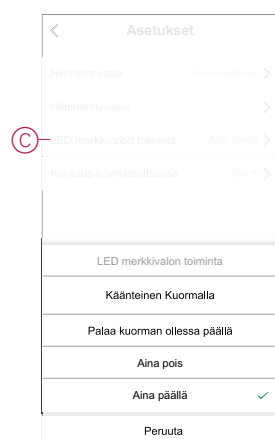 Asetukset
Himmennystila Automaattinen
Himmennysalue
C
LED merkkivalon toiminta Aina päällä
Kirkkaus käynnistettäessä 100 %
LED merkkivalon toiminta
Käänteinen Kuormalla
Palaa kuorman ollessa päällä
Aina pois
Aina päällä
Peruuta